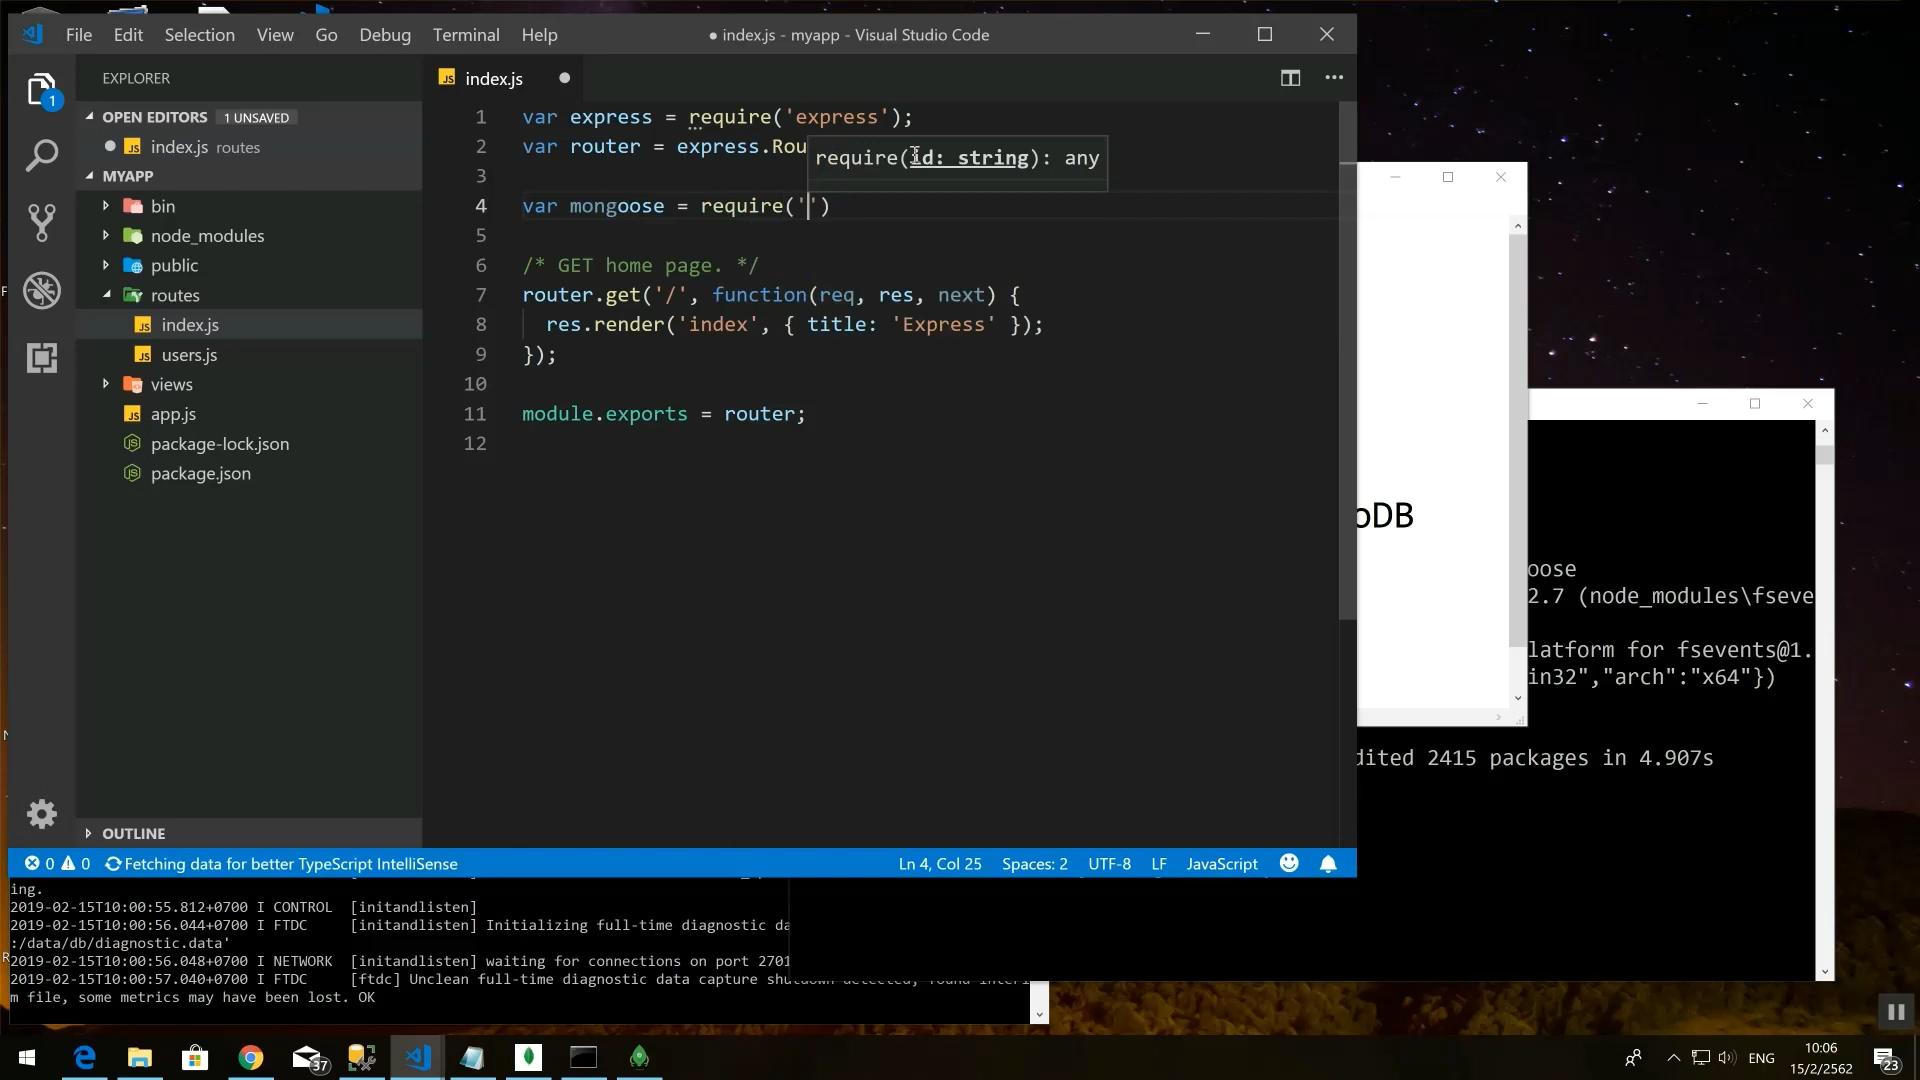 File Edit Selection View Go Debug Terminal Help
● index.js - myapp - Visual Studio Code
EXPLORER
OPEN EDITORS 1 UNSAVED
index.js routes
MYAPP
bin
node_modules
public
routes
index.js
users.js
views
app.js
package-lock.json
package.json
OUTLINE
1
index.js
1 var express = require('express');
2 var router = express.Rou
require(id: string): any
3
4 var mongoose = require('')
5
6 /* GET home page. */
7 router.get('/', function(req, res, next) {
8 res.render('index', { title: 'Express' });
9 });
10
11 module.exports = router;
12
0 0 Fetching data for better TypeScript IntelliSense
Ln 4, Col 25 Spaces: 2 UTF-8 LF JavaScript
oDB
oose
2.7 (node_modules\fseve
latform for fsevents@1.
in32","arch":"x64"})
dited 2415 packages in 4.907s
ing.
2019-02-15T10:00:55.812+0700 I CONTROL [initandlisten]
2019-02-15T10:00:56.044+0700 I FTDC [initandlisten] Initializing full-time diagnostic da
:/data/db/diagnostic.data'
2019-02-15T10:00:56.048+0700 I NETWORK [initandlisten] waiting for connections on port 2701
2019-02-15T10:00:57.040+0700 I FTDC [ftdc] Unclean full-time diagnostic data capture shutdown detected, found interi
m file, some metrics may have been lost. OK
37
ENG
10:06
15/2/2562
23